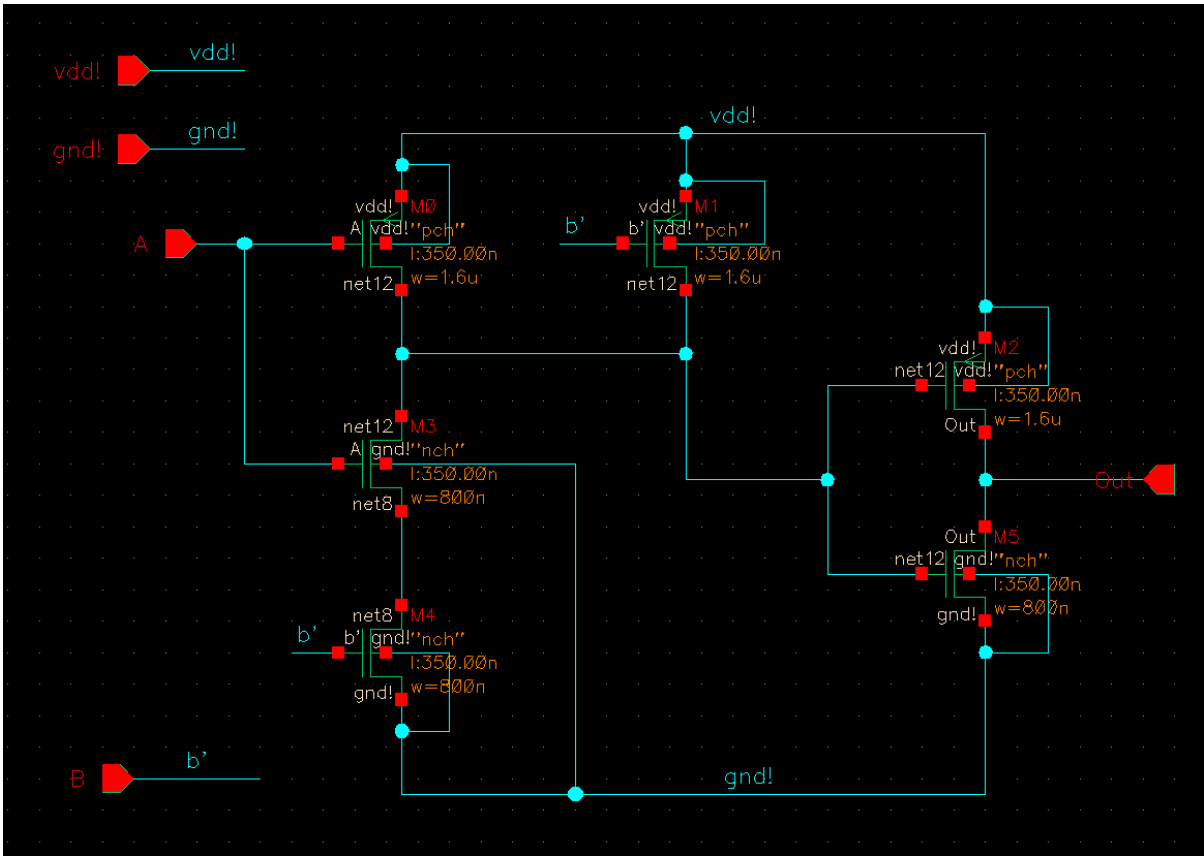 vdd!
vdd!
gnd!
gnd!
vdd!
vdd!
M0
A
vdd!
"pch"
l:350.00n
w=1.6u
net12
A
b'
vdd!
M1
b'
vdd!
"pch"
l:350.00n
w=1.6u
net12
vdd!
M2
net12
vdd!
"pch"
l:350.00n
w=1.6u
Out
net12
M3
A
gnd!
"nch"
l:350.00n
w=800n
net8
Out
Out
M5
net12
gnd!
"nch"
l:350.00n
w=800n
gnd!
net8
M4
b'
b'
gnd!
"nch"
l:350.00n
w=800n
gnd!
B
b'
gnd!